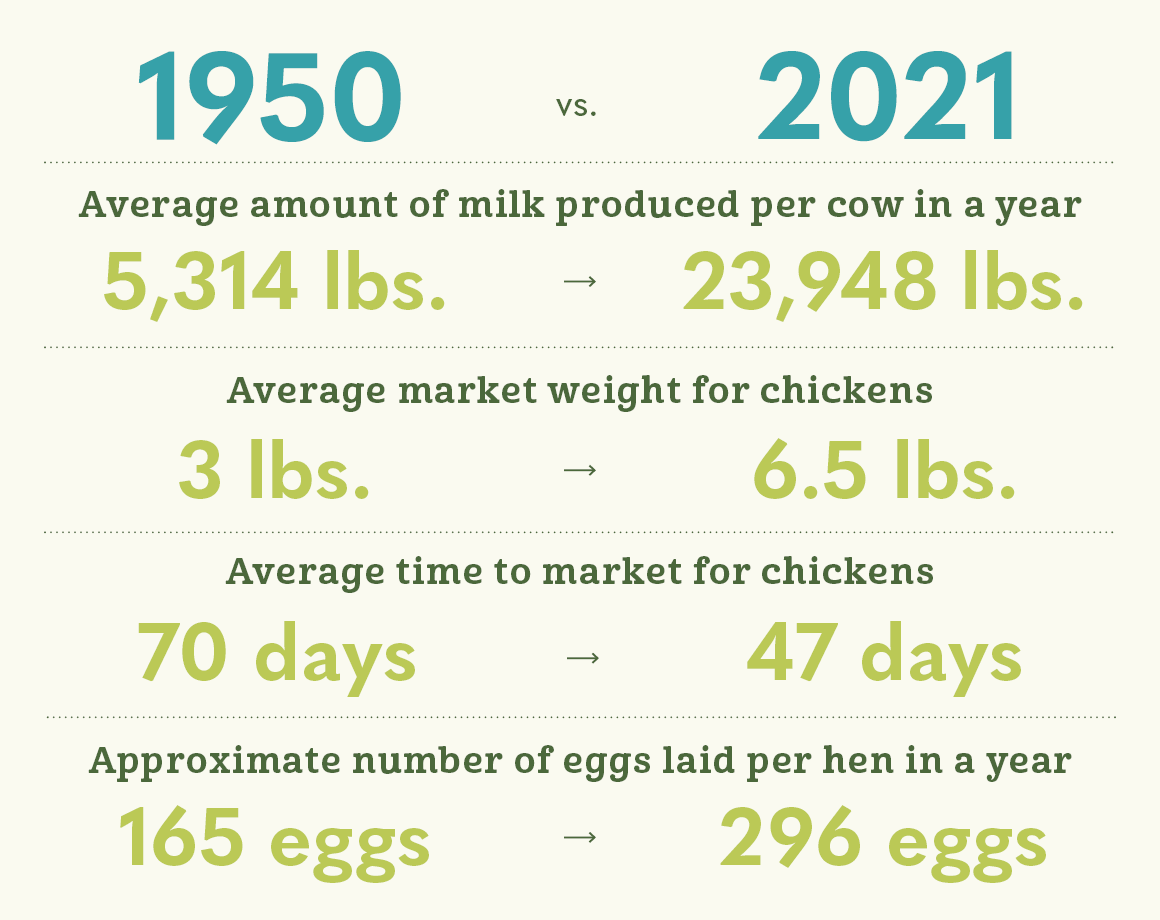 1950 vs. 2021
Average amount of milk produced per cow in a year
5,314 lbs. → 23,948 lbs.
Average market weight for chickens
3 lbs. → 6.5 lbs.
Average time to market for chickens
70 days → 47 days
Approximate number of eggs laid per hen in a year
165 eggs → 296 eggs